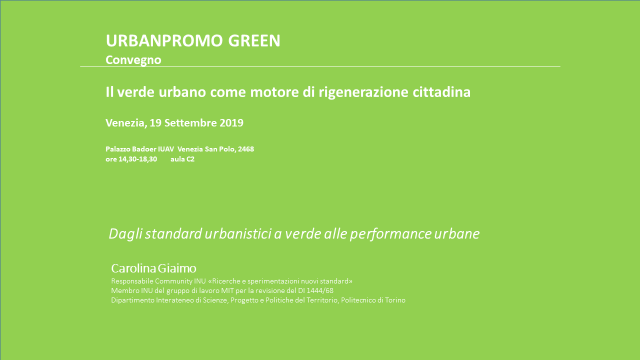 URBANPROMO GREEN
Convegno
Il verde urbano come motore di rigenerazione cittadina
Venezia, 19 Settembre 2019
Palazzo Badoer IUAV Venezia San Polo, 2468
ore 14,30-18,30 aula C2
Dagli standard urbanistici a verde alle performance urbane
Carolina Giaimo
Responsabile Community INU «Ricerche e sperimentazioni nuovi standard»
Membro INU del gruppo di lavoro MIT per la revisione del DI 1444/68
Dipartimento Interateneo di Scienze, Progetto e Politiche del Territorio, Politecnico di Torino